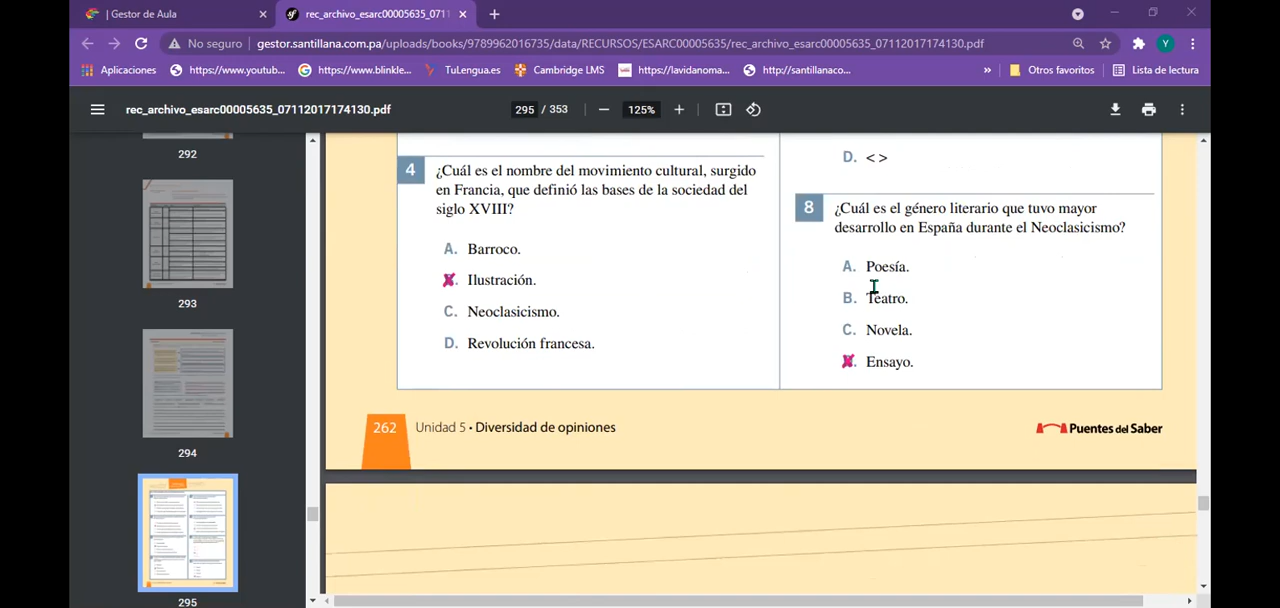 | Gestor de Aula
rec_archivo_esarc00005635_0711
No seguro
gestor.santillana.com.pa/uploads/books/9789962016735/data/RECURSOS/ESARC00005635/rec_archivo_esarc00005635_07112017174130.pdf
Y
Aplicaciones
https://www.youtub...
https://www.blinkle...
TuLengua.es
Cambridge LMS
https://lavidanoma...
http://santillanaco...
»
Otros favoritos
Lista de lectura
rec_archivo_esarc00005635_07112017174130.pdf
295 / 353
125%
292
293
294
295
4
¿Cuál es el nombre del movimiento cultural, surgido
en Francia, que definió las bases de la sociedad del
siglo XVIII?
A. Barroco.
Ilustración.
C. Neoclasicismo.
D. Revolución francesa.
D. < >
8
¿Cuál es el género literario que tuvo mayor
desarrollo en España durante el Neoclasicismo?
A. Poesía.
B. Teatro.
C. Novela.
Ensayo.
262 Unidad 5 • Diversidad de opiniones
Puentes del Saber